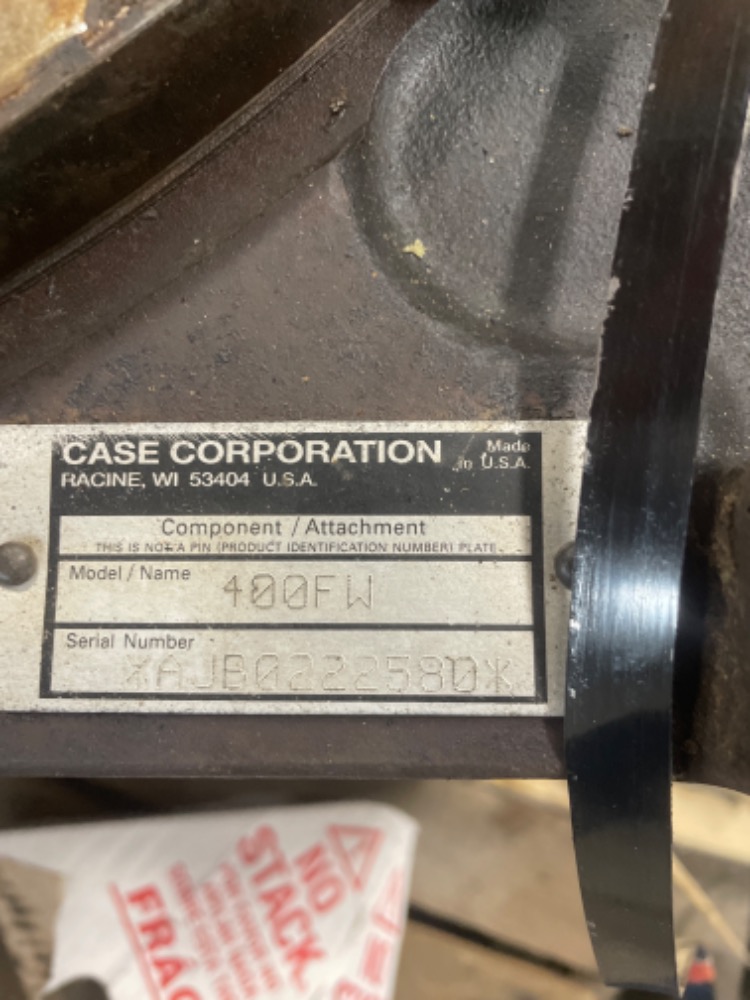 CASE CORPORATION
Made
in U.S.A.
RACINE, WI 53404 U.S.A.
Component / Attachment
THIS IS NOT A PIN (PRODUCT IDENTIFICATION NUMBER) PLATE
Model / Name
400FW
Serial Number
*AJB0222580*
NO
STACK